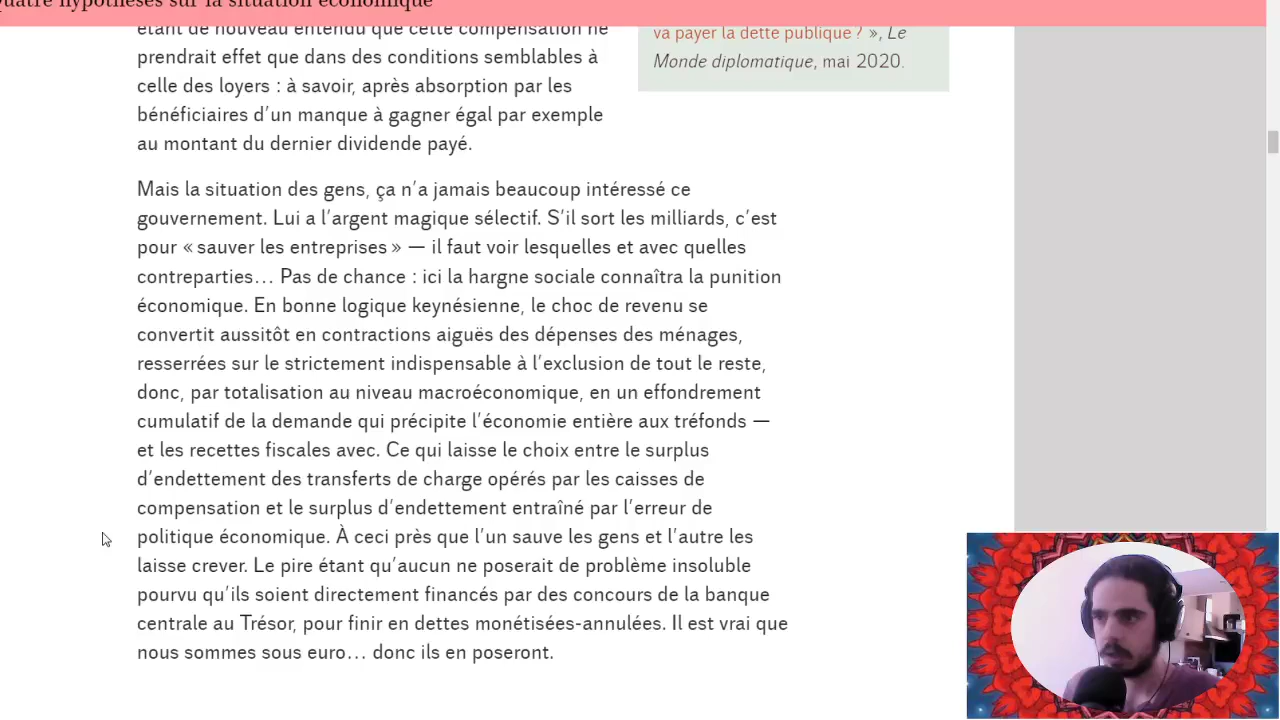 quatre hypothèses sur la situation économique
étant de nouveau entendu que cette compensation ne
prendrait effet que dans des conditions semblables à
celle des loyers : à savoir, après absorption par les
bénéficiaires d’un manque à gagner égal par exemple
au montant du dernier dividende payé.
va payer la dette publique ? », Le
Monde diplomatique, mai 2020.
Mais la situation des gens, ça n’a jamais beaucoup intéressé ce
gouvernement. Lui a l’argent magique sélectif. S’il sort les milliards, c’est
pour « sauver les entreprises » — il faut voir lesquelles et avec quelles
contreparties… Pas de chance : ici la hargne sociale connaîtra la punition
économique. En bonne logique keynésienne, le choc de revenu se
convertit aussitôt en contractions aiguës des dépenses des ménages,
resserrées sur le strictement indispensable à l’exclusion de tout le reste,
donc, par totalisation au niveau macroéconomique, en un effondrement
cumulatif de la demande qui précipite l’économie entière aux tréfonds —
et les recettes fiscales avec. Ce qui laisse le choix entre le surplus
d’endettement des transferts de charge opérés par les caisses de
compensation et le surplus d’endettement entraîné par l’erreur de
politique économique. À ceci près que l’un sauve les gens et l’autre les
laisse crever. Le pire étant qu’aucun ne poserait de problème insoluble
pourvu qu’ils soient directement financés par des concours de la banque
centrale au Trésor, pour finir en dettes monétisées-annulées. Il est vrai que
nous sommes sous euro… donc ils en poseront.